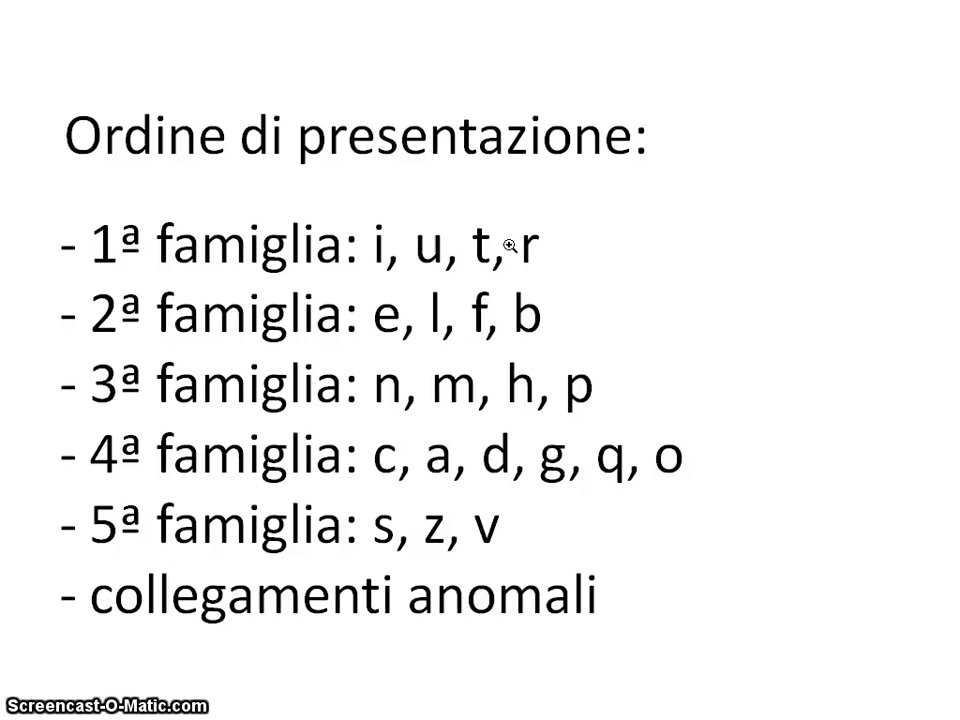 Ordine di presentazione:
- 1ª famiglia: i, u, t, r
- 2ª famiglia: e, l, f, b
- 3ª famiglia: n, m, h, p
- 4ª famiglia: c, a, d, g, q, o
- 5ª famiglia: s, z, v
- collegamenti anomali
Screencast-O-Matic.com